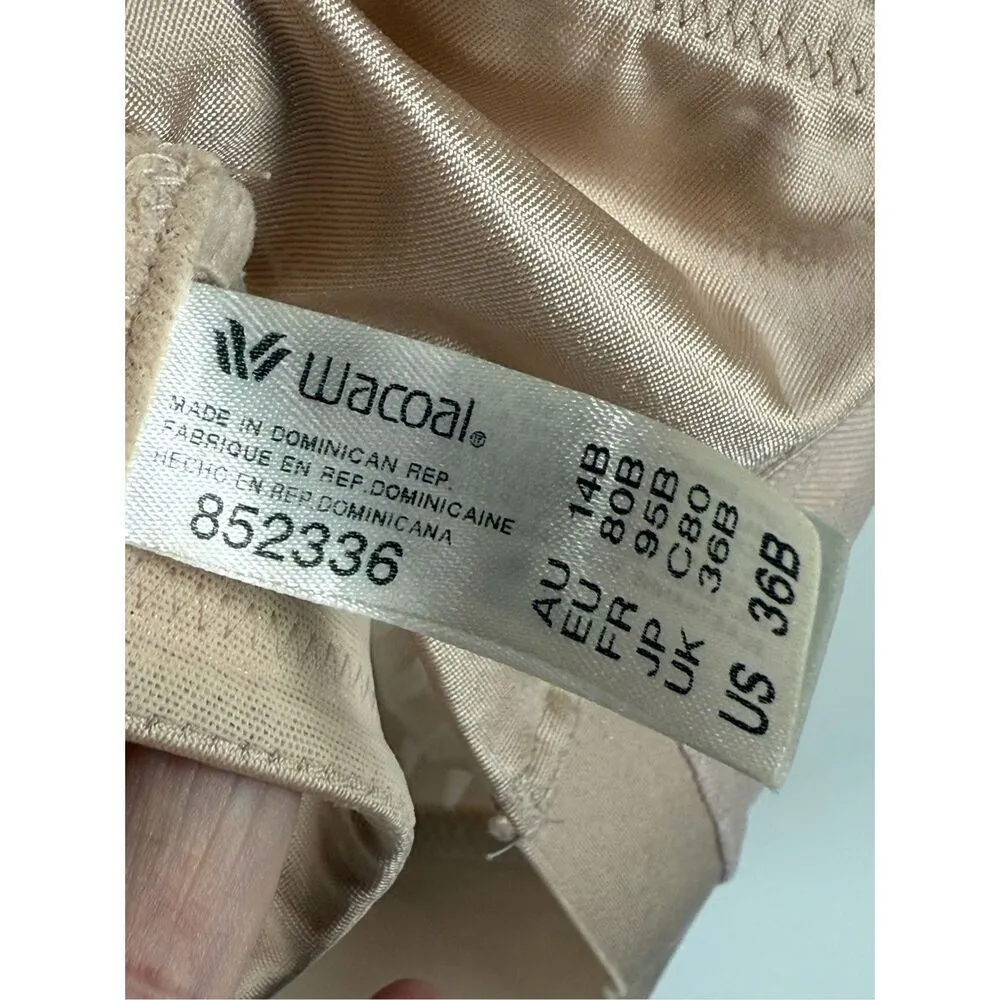 Wacoal®
MADE IN DOMINICAN REP.
FABRIQUE EN REP.DOMINICAINE
HECHO EN REP.DOMINICANA
852336
AU 14B
EU 80B
FR 95B
JP C80
UK 36B
US 36B